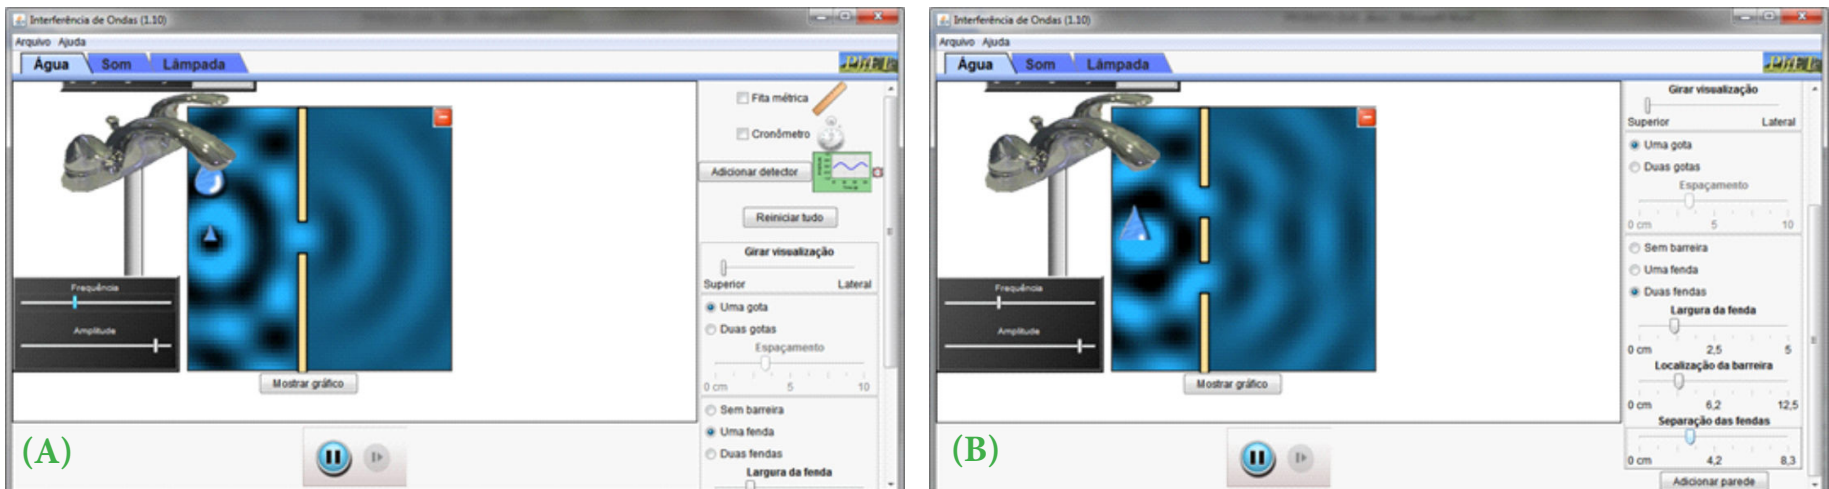 Interferência de Ondas (1.10)
Arquivo Ajuda
Água Som Lâmpada
Fita métrica
Cronômetro
Adicionar detector
Reiniciar tudo
Girar visualização
Superior Lateral
Uma gota
Duas gotas
Espaçamento
0 cm 5 10
Sem barreira
Uma fenda
Duas fendas
Largura da fenda
Frequência
Amplitude
Mostrar gráfico
(A)
Interferência de Ondas (1.10)
Arquivo Ajuda
Água Som Lâmpada
Girar visualização
Superior Lateral
Uma gota
Duas gotas
Espaçamento
0 cm 5 10
Sem barreira
Uma fenda
Duas fendas
Largura da fenda
0 cm 2,5 5
Localização da barreira
0 cm 6,2 12,5
Separação das fendas
0 cm 4,2 8,3
Adicionar parede
Frequência
Amplitude
Mostrar gráfico
(B)